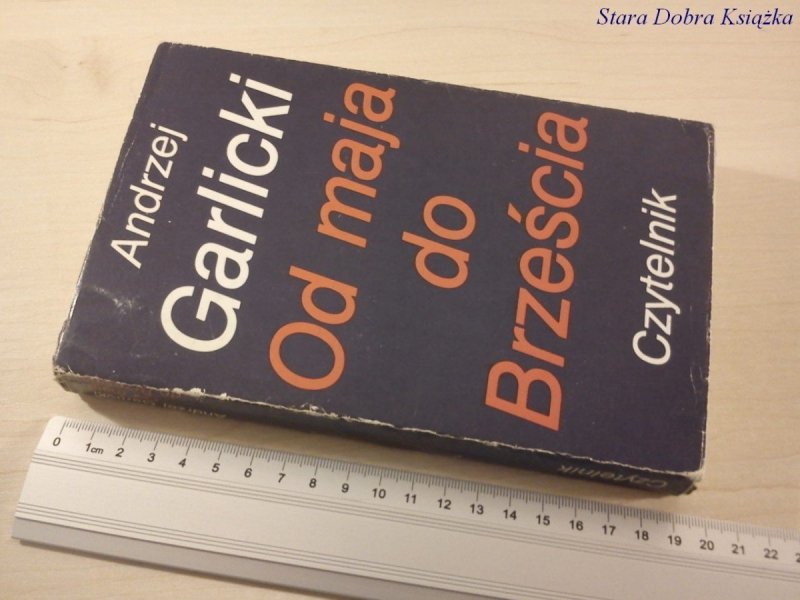 Stara Dobra Książka
Andrzej
Garlicki
Od maja
do
Brześcia
Czytelnik
Czytelnik
0 1cm 2 3 4 5 6 7 8 9 10 11 12 13 14 15 16 17 18 19 20 21 22